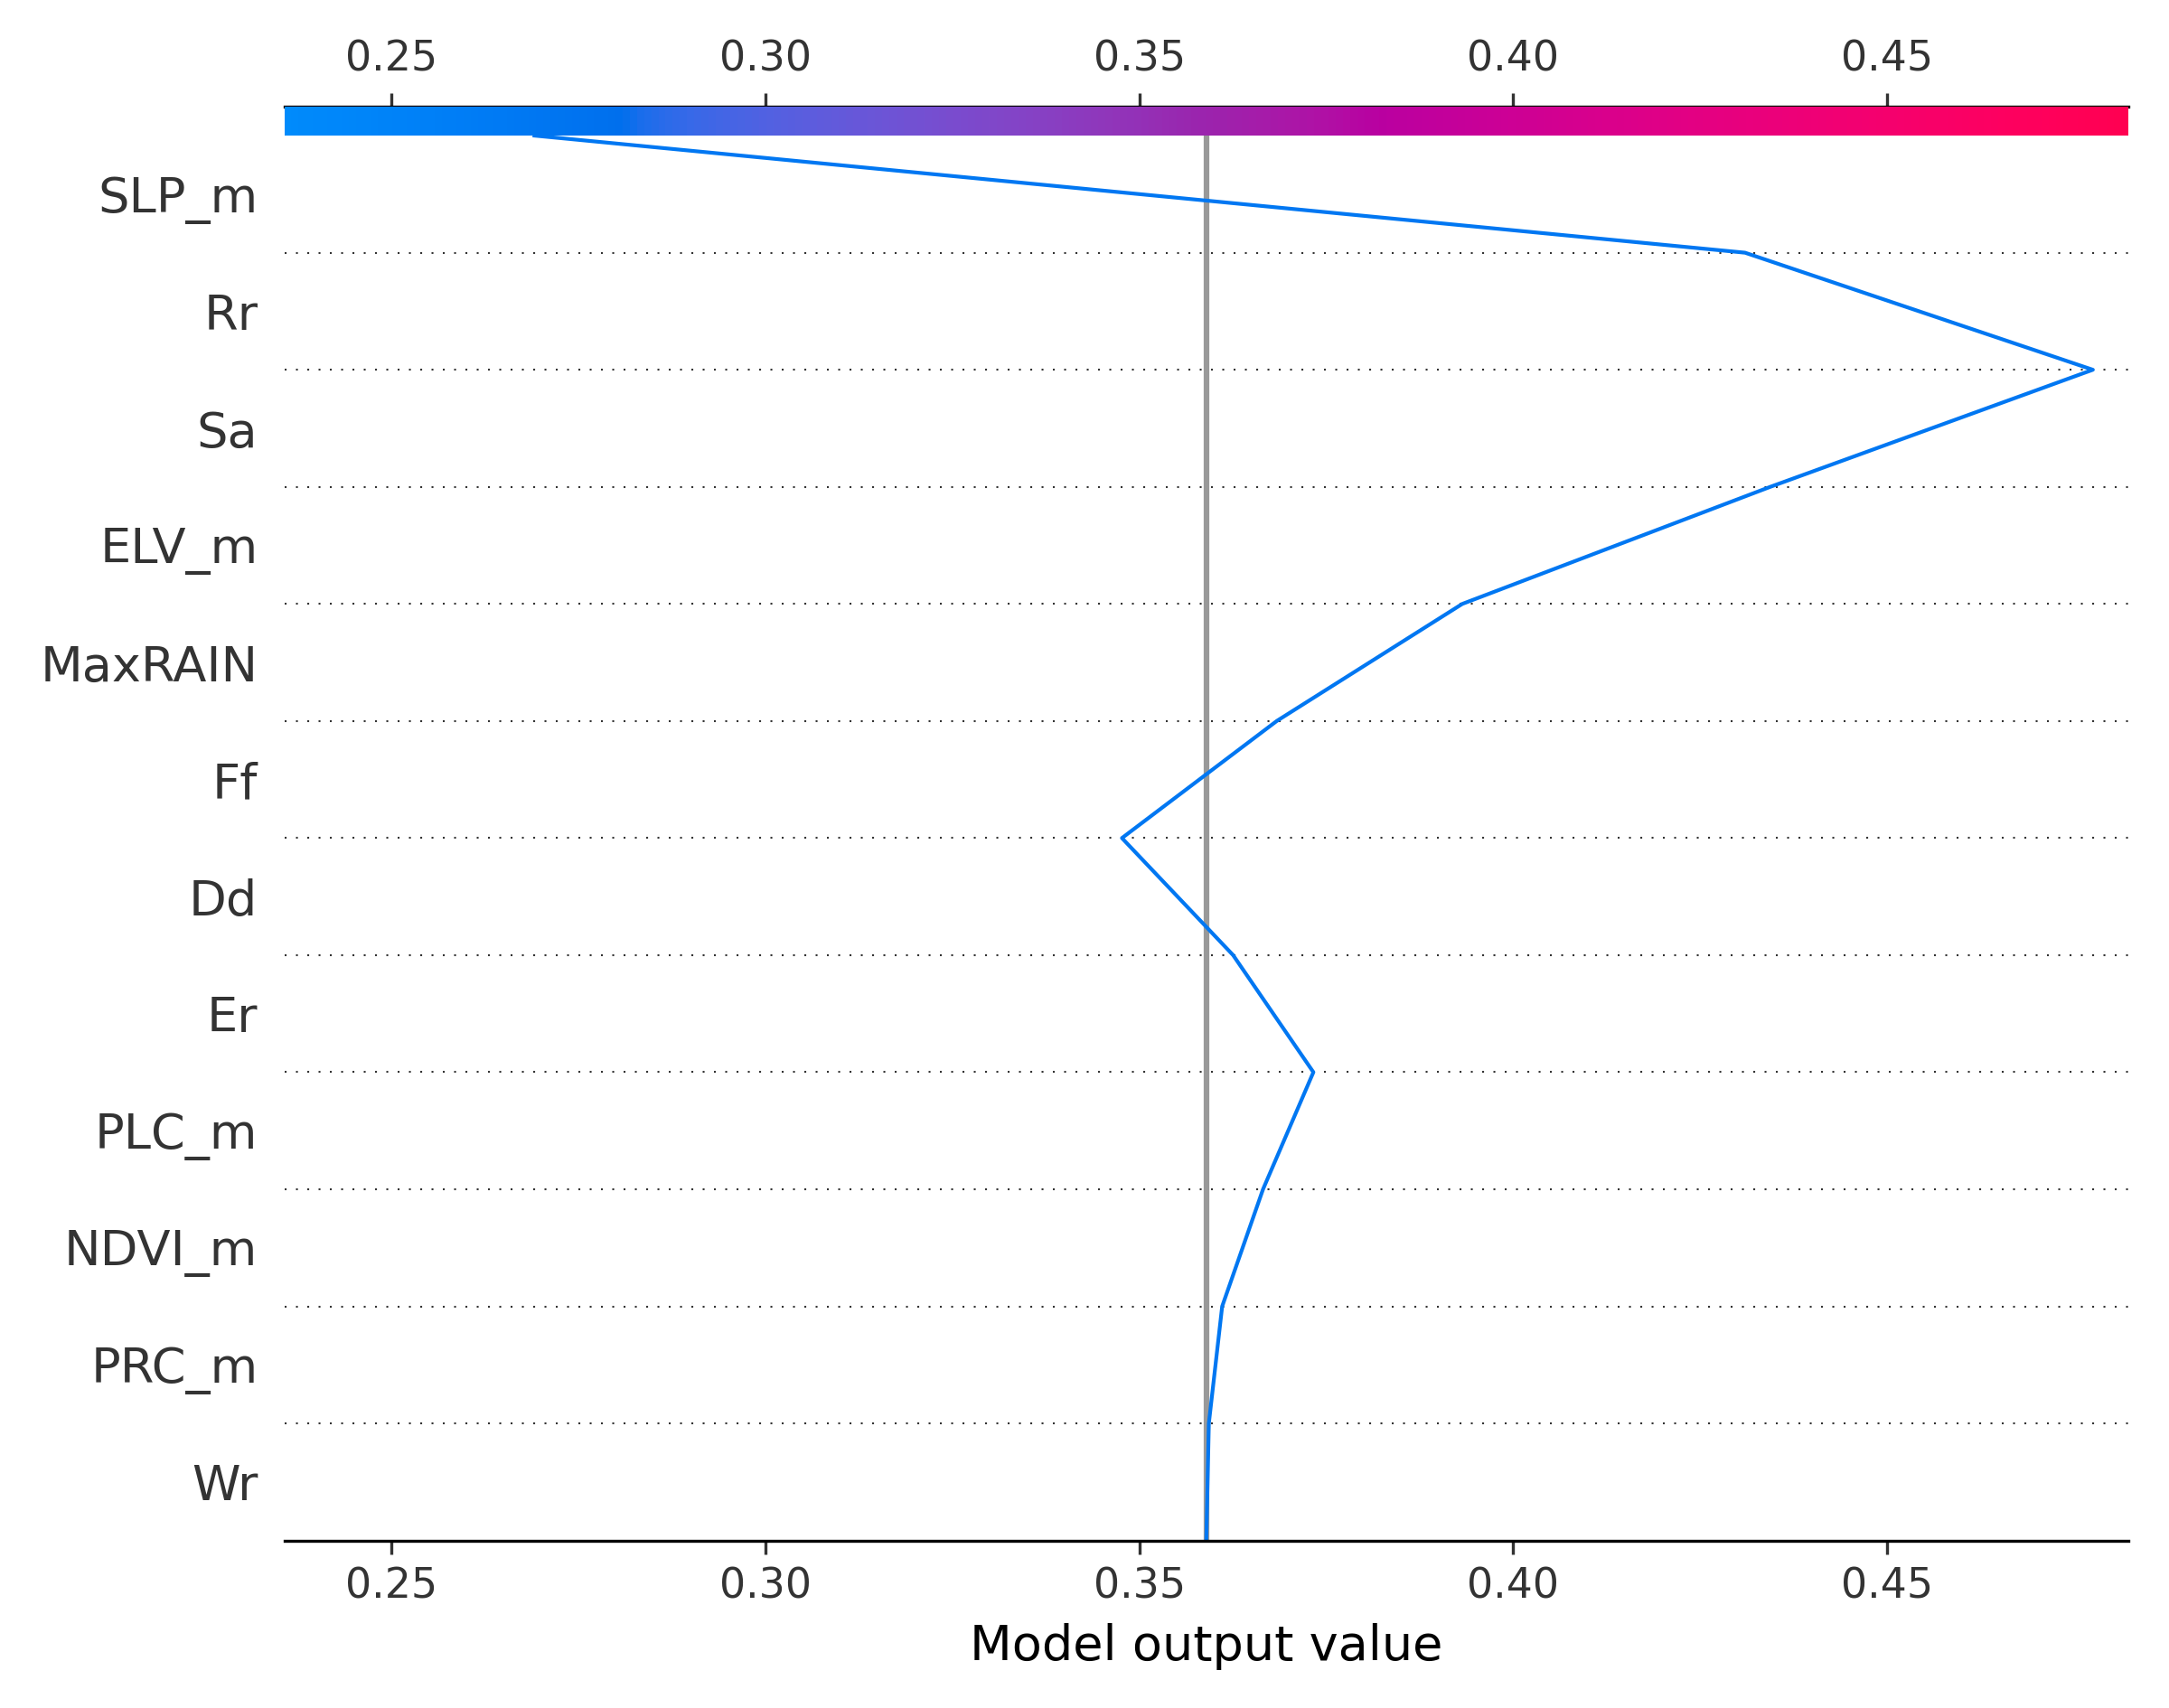 0.25 0.30 0.35 0.40 0.45
SLP_m
Rr
Sa
ELV_m
MaxRAIN
Ff
Dd
Er
PLC_m
NDVI_m
PRC_m
Wr
0.25 0.30 0.35 0.40 0.45
Model output value